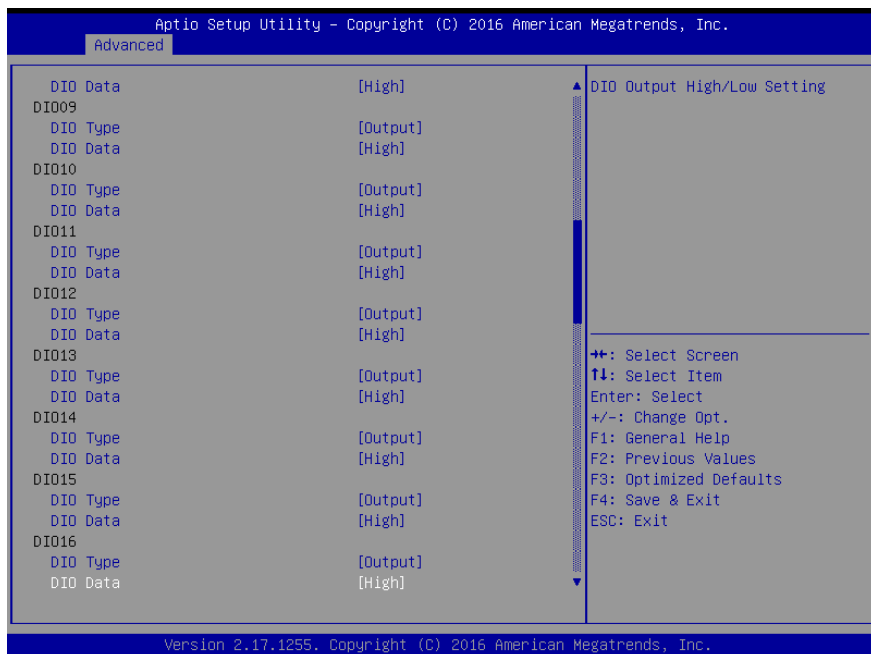 Aptio Setup Utility – Copyright (C) 2016 American Megatrends, Inc.
Advanced
DIO Data [High]
DIO09
DIO Type [Output]
DIO Data [High]
DIO10
DIO Type [Output]
DIO Data [High]
DIO11
DIO Type [Output]
DIO Data [High]
DIO12
DIO Type [Output]
DIO Data [High]
DIO13
DIO Type [Output]
DIO Data [High]
DIO14
DIO Type [Output]
DIO Data [High]
DIO15
DIO Type [Output]
DIO Data [High]
DIO16
DIO Type [Output]
DIO Data [High]
DIO Output High/Low Setting
→←: Select Screen
↑↓: Select Item
Enter: Select
+/-: Change Opt.
F1: General Help
F2: Previous Values
F3: Optimized Defaults
F4: Save & Exit
ESC: Exit
Version 2.17.1255. Copyright (C) 2016 American Megatrends, Inc.